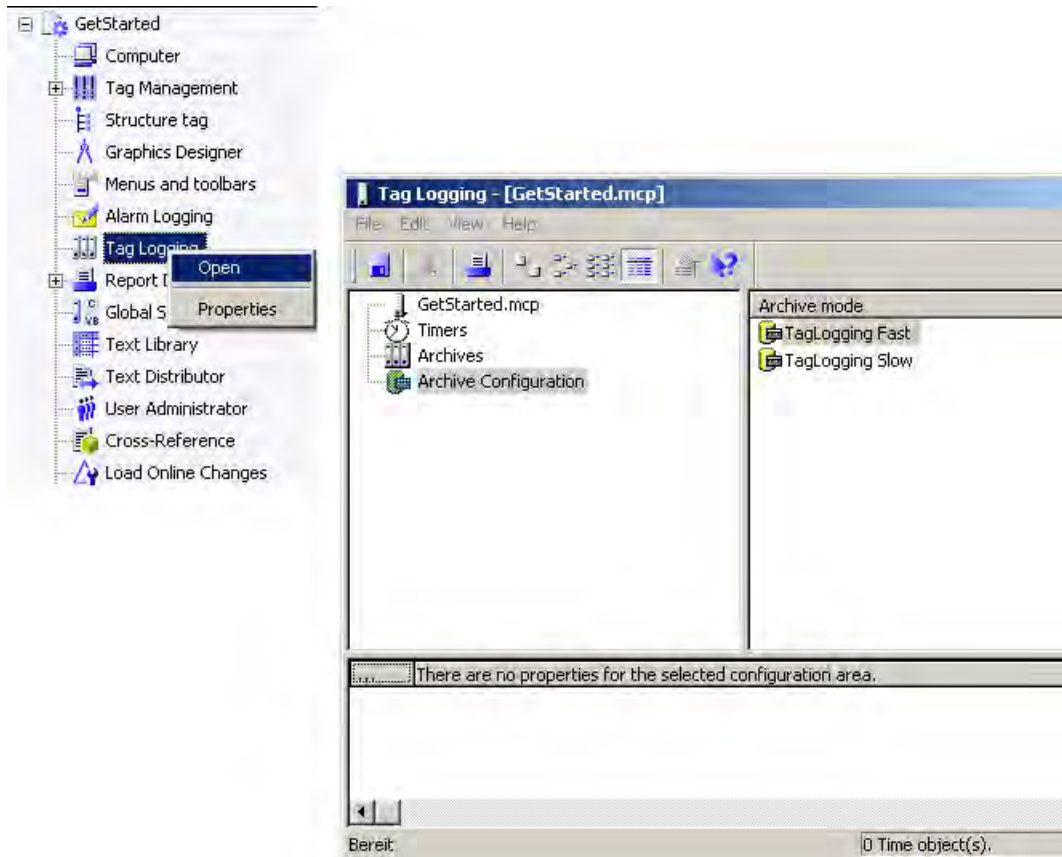 GetStarted
Computer
Tag Management
Structure tag
Graphics Designer
Menus and toolbars
Alarm Logging
Tag Logging
Open
Report
Properties
Global S
Text Library
Text Distributor
User Administrator
Cross-Reference
Load Online Changes
Tag Logging - [GetStarted.mcp]
File Edit View Help
GetStarted.mcp
Timers
Archives
Archive Configuration
Archive mode
TagLogging Fast
TagLogging Slow
There are no properties for the selected configuration area.
Bereit
0 Time object(s).